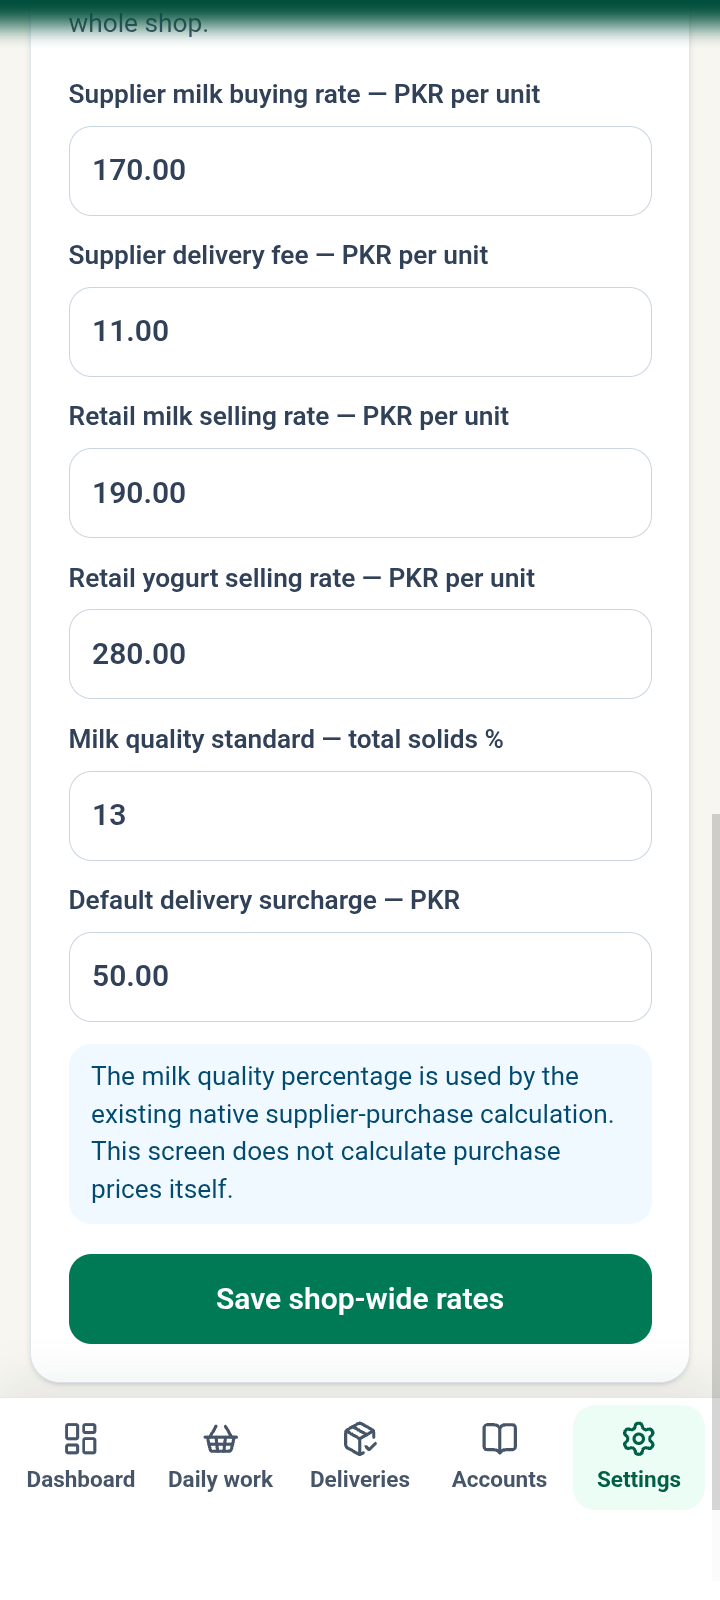 whole shop.
Supplier milk buying rate — PKR per unit
170.00
Supplier delivery fee — PKR per unit
11.00
Retail milk selling rate — PKR per unit
190.00
Retail yogurt selling rate — PKR per unit
280.00
Milk quality standard — total solids %
13
Default delivery surcharge — PKR
50.00
The milk quality percentage is used by the
existing native supplier-purchase calculation.
This screen does not calculate purchase
prices itself.
Save shop-wide rates
Dashboard Daily work Deliveries Accounts Settings